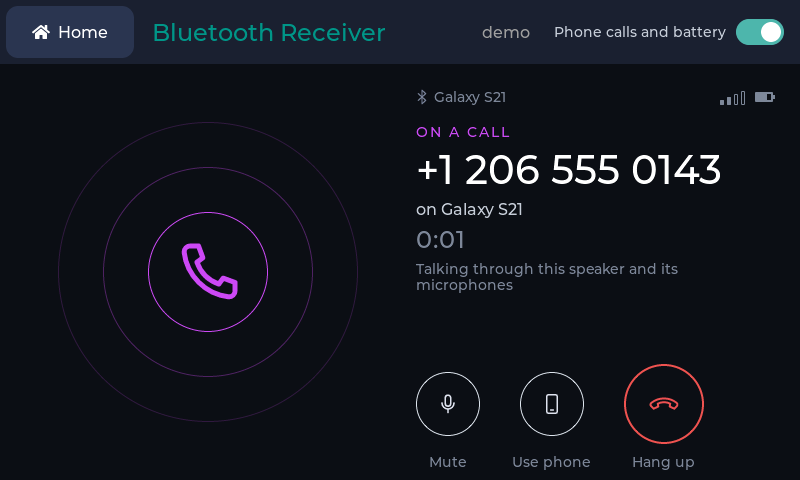 Home
Bluetooth Receiver
demo
Phone calls and battery
Galaxy S21
ON A CALL
+1 206 555 0143
on Galaxy S21
0:01
Talking through this speaker and its
microphones
Mute
Use phone
Hang up